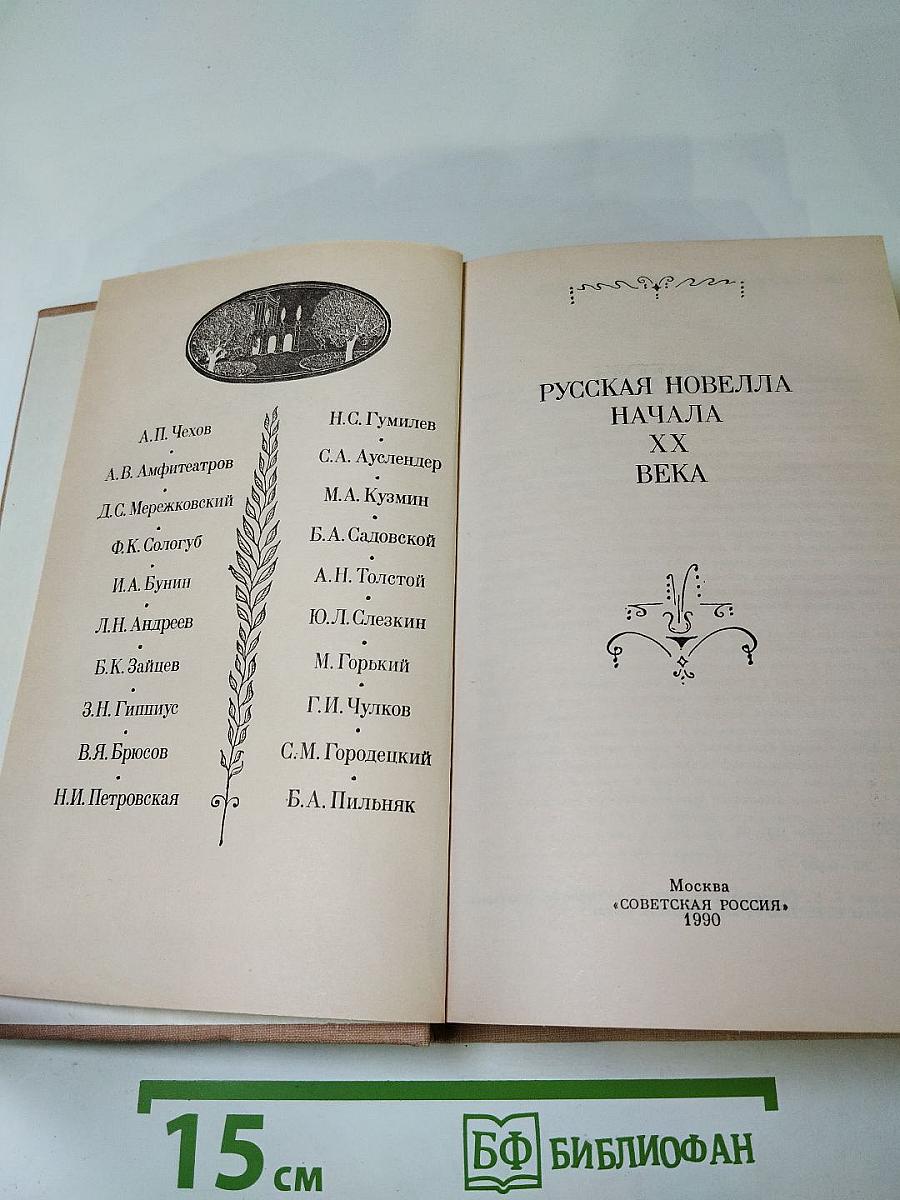 А.П. Чехов
А.В. Амфитеатров
Д.С. Мережковский
Ф.К. Сологуб
И.А. Бунин
Л.Н. Андреев
Б.К. Зайцев
З.Н. Гиппиус
В.Я. Брюсов
Н.И. Петровская
Н.С. Гумилев
С.А. Ауслендер
М.А. Кузмин
Б.А. Садовской
А.Н. Толстой
Ю.Л. Слезкин
М. Горький
Г.И. Чулков
С.М. Городецкий
Б.А. Пильняк
РУССКАЯ НОВЕЛЛА
НАЧАЛА
XX
ВЕКА
Москва
«СОВЕТСКАЯ РОССИЯ»
1990
15 см
БФ БИБЛИОФАН